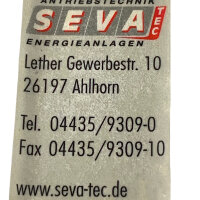 ANTRIEBSTECHNIK
SEVA TEC
ENERGIEANLAGEN
Lether Gewerbestr. 10
26197 Ahlhorn
Tel. 04435/9309-0
Fax 04435/9309-10
www.seva-tec.de